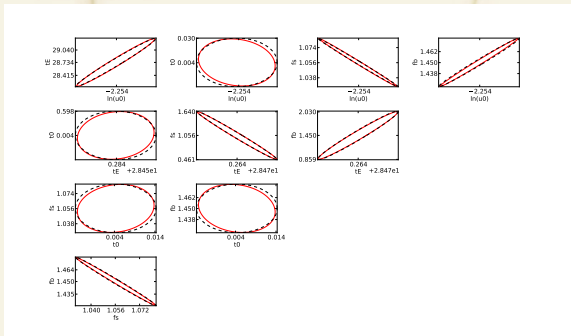 29.040
28.734
28.415
tE
−2.254
ln(u0)
0.030
0.004
t0
−2.254
ln(u0)
1.074
1.056
1.038
fs
−2.254
ln(u0)
1.462
1.450
1.438
fb
−2.254
ln(u0)
0.598
0.004
t0
0.284
+2.845e1
tE
1.640
1.056
0.461
fs
0.264
+2.847e1
tE
2.030
1.450
0.859
fb
0.264
+2.847e1
tE
1.074
1.056
1.038
fs
0.004 0.014
t0
1.462
1.450
1.438
fb
0.004 0.014
t0
1.464
1.450
1.435
fb
1.040 1.056 1.072
fs